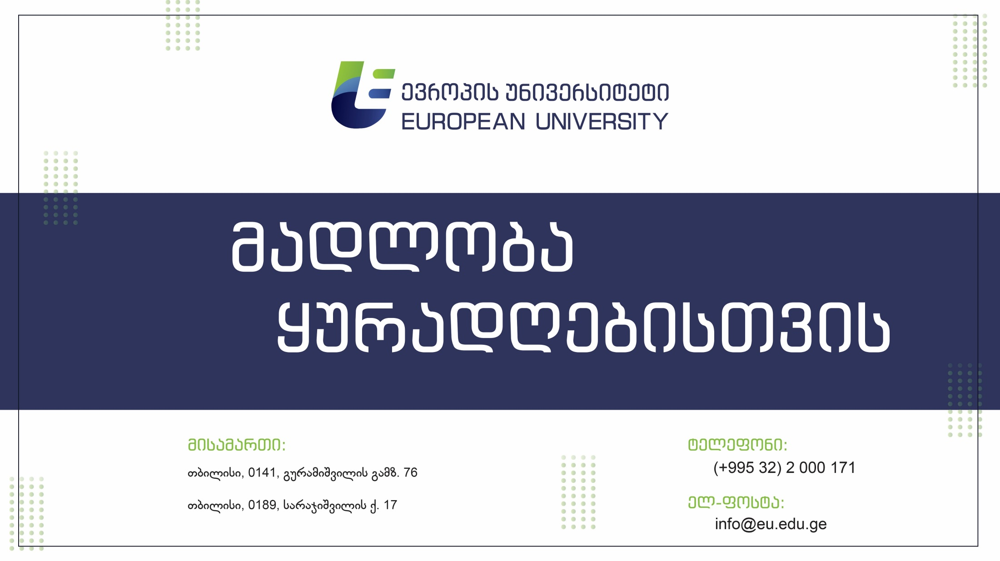 ევროპის უნივერსიტეტი
EUROPEAN UNIVERSITY
მადლობა
ყურადღებისთვის
მისამართი:
თბილისი, 0141, გურამიშვილის გამზ. 76
თბილისი, 0189, სარაჯიშვილის ქ. 17
ტელეფონი:
(+995 32) 2 000 171
ელ-ფოსტა:
info@eu.edu.ge